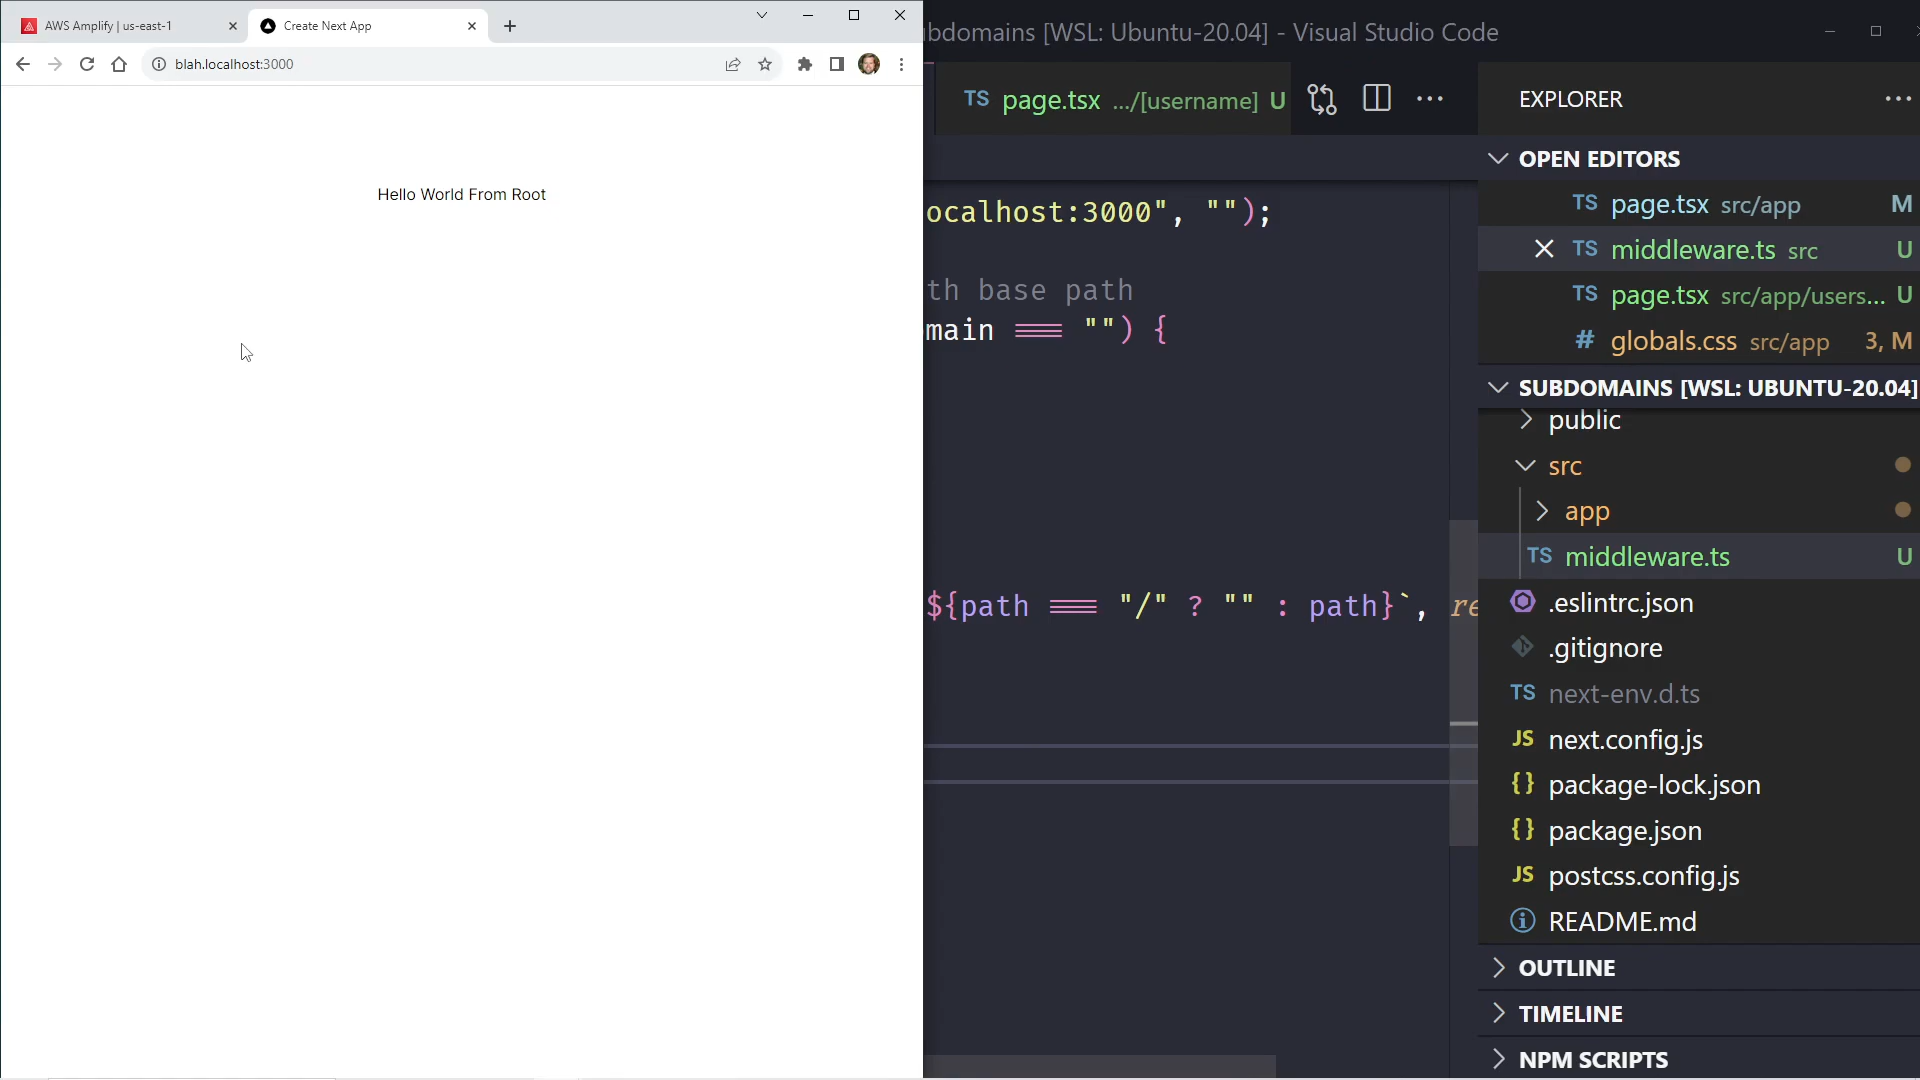 AWS Amplify | us-east-1
Create Next App
blah.localhost:3000
Hello World From Root
bdomains [WSL: Ubuntu-20.04] - Visual Studio Code
TS page.tsx .../[username] U
ocalhost:3000", "");
th base path
main === "") {
${path === "/" ? "" : path}`, re
EXPLORER
OPEN EDITORS
TS page.tsx src/app M
TS middleware.ts src U
TS page.tsx src/app/users... U
# globals.css src/app 3, M
SUBDOMAINS [WSL: UBUNTU-20.04]
public
src
app
TS middleware.ts U
.eslintrc.json
.gitignore
TS next-env.d.ts
JS next.config.js
{} package-lock.json
{} package.json
JS postcss.config.js
README.md
OUTLINE
TIMELINE
NPM SCRIPTS